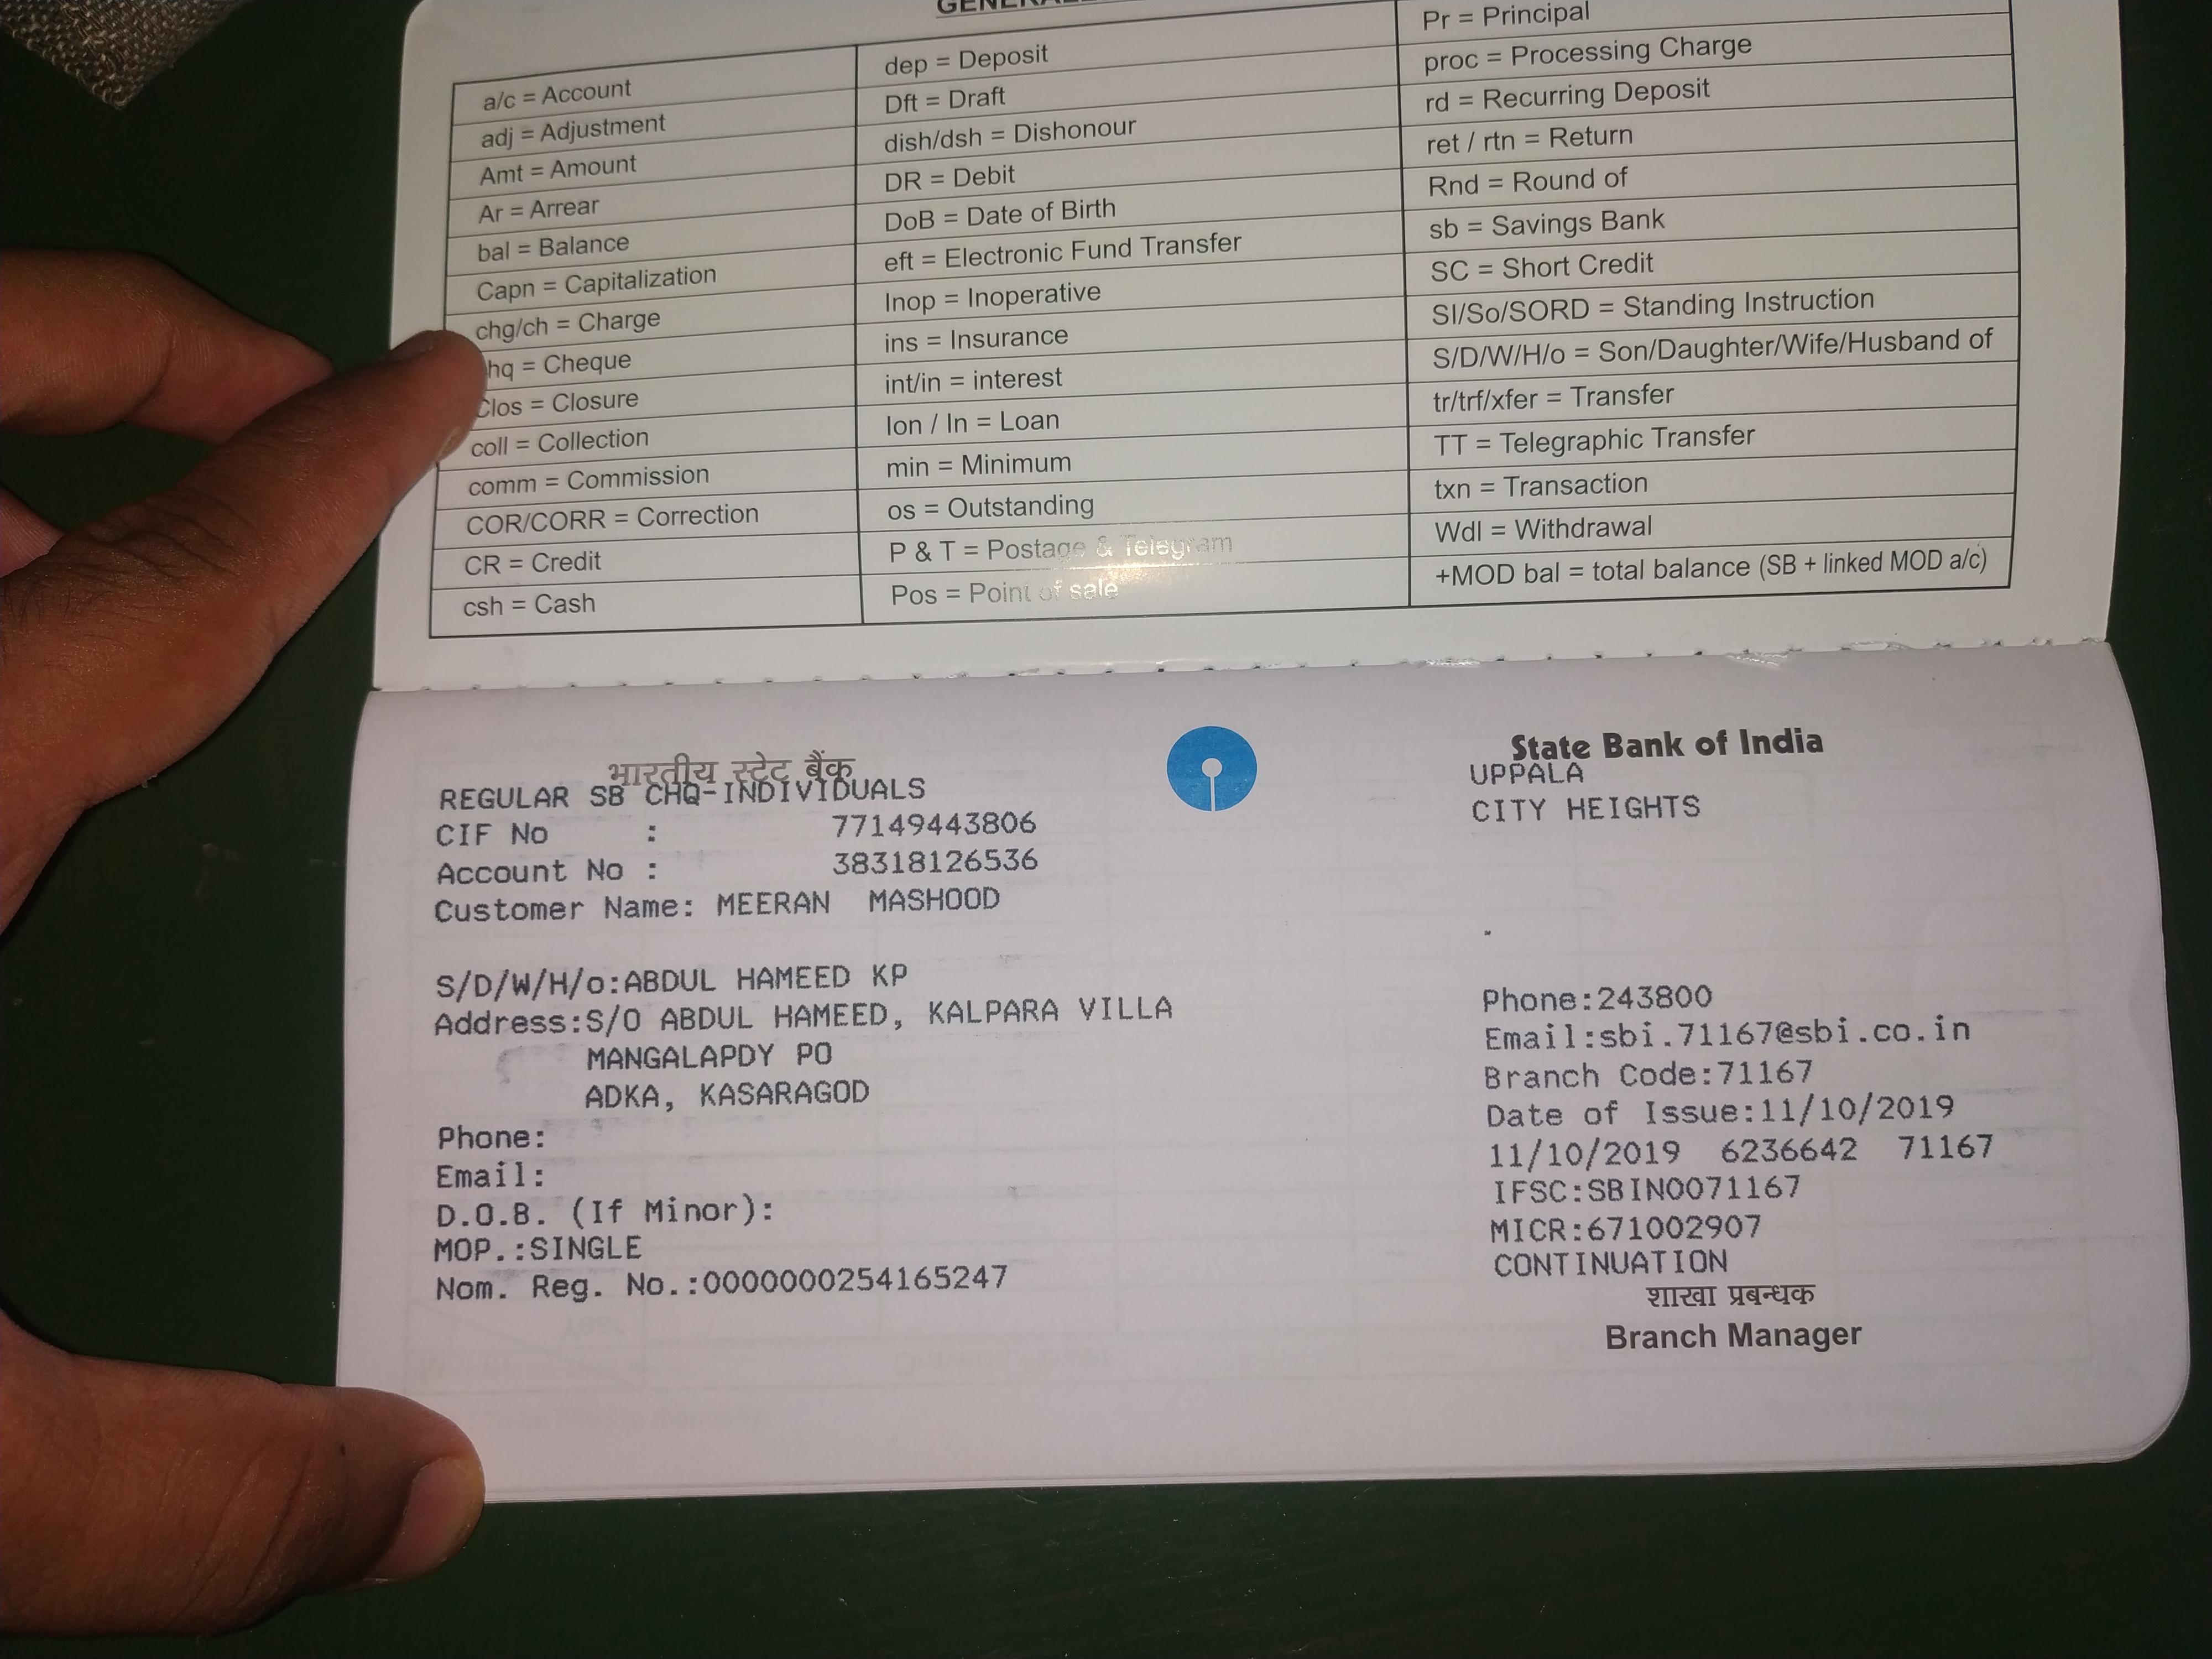 GENERAL
a/c = Account
adj = Adjustment
Amt = Amount
Ar = Arrear
bal = Balance
Capn = Capitalization
chg/ch = Charge
hq = Cheque
Clos = Closure
coll = Collection
comm = Commission
COR/CORR = Correction
CR = Credit
csh = Cash
dep = Deposit
Dft = Draft
dish/dsh = Dishonour
DR = Debit
DoB = Date of Birth
eft = Electronic Fund Transfer
Inop = Inoperative
ins = Insurance
int/in = interest
lon / ln = Loan
min = Minimum
os = Outstanding
P & T = Postage & Telegram
Pos = Point of sale
Pr = Principal
proc = Processing Charge
rd = Recurring Deposit
ret / rtn = Return
Rnd = Round of
sb = Savings Bank
SC = Short Credit
SI/So/SORD = Standing Instruction
S/D/W/H/o = Son/Daughter/Wife/Husband of
tr/trf/xfer = Transfer
TT = Telegraphic Transfer
txn = Transaction
Wdl = Withdrawal
+MOD bal = total balance (SB + linked MOD a/c)
भारतीय स्टेट बैंक
State Bank of India
REGULAR SB CHQ-INDIVIDUALS
CIF No : 77149443806
Account No : 38318126536
Customer Name: MEERAN MASHOOD
S/D/W/H/o:ABDUL HAMEED KP
Address:S/O ABDUL HAMEED, KALPARA VILLA
MANGALAPDY PO
ADKA, KASARAGOD
Phone:
Email:
D.O.B. (If Minor):
MOP.:SINGLE
Nom. Reg. No.:0000000254165247
UPPALA
CITY HEIGHTS
Phone:243800
Email:sbi.71167@sbi.co.in
Branch Code:71167
Date of Issue:11/10/2019
11/10/2019 6236642 71167
IFSC:SBIN0071167
MICR:671002907
CONTINUATION
शाखा प्रबन्धक
Branch Manager